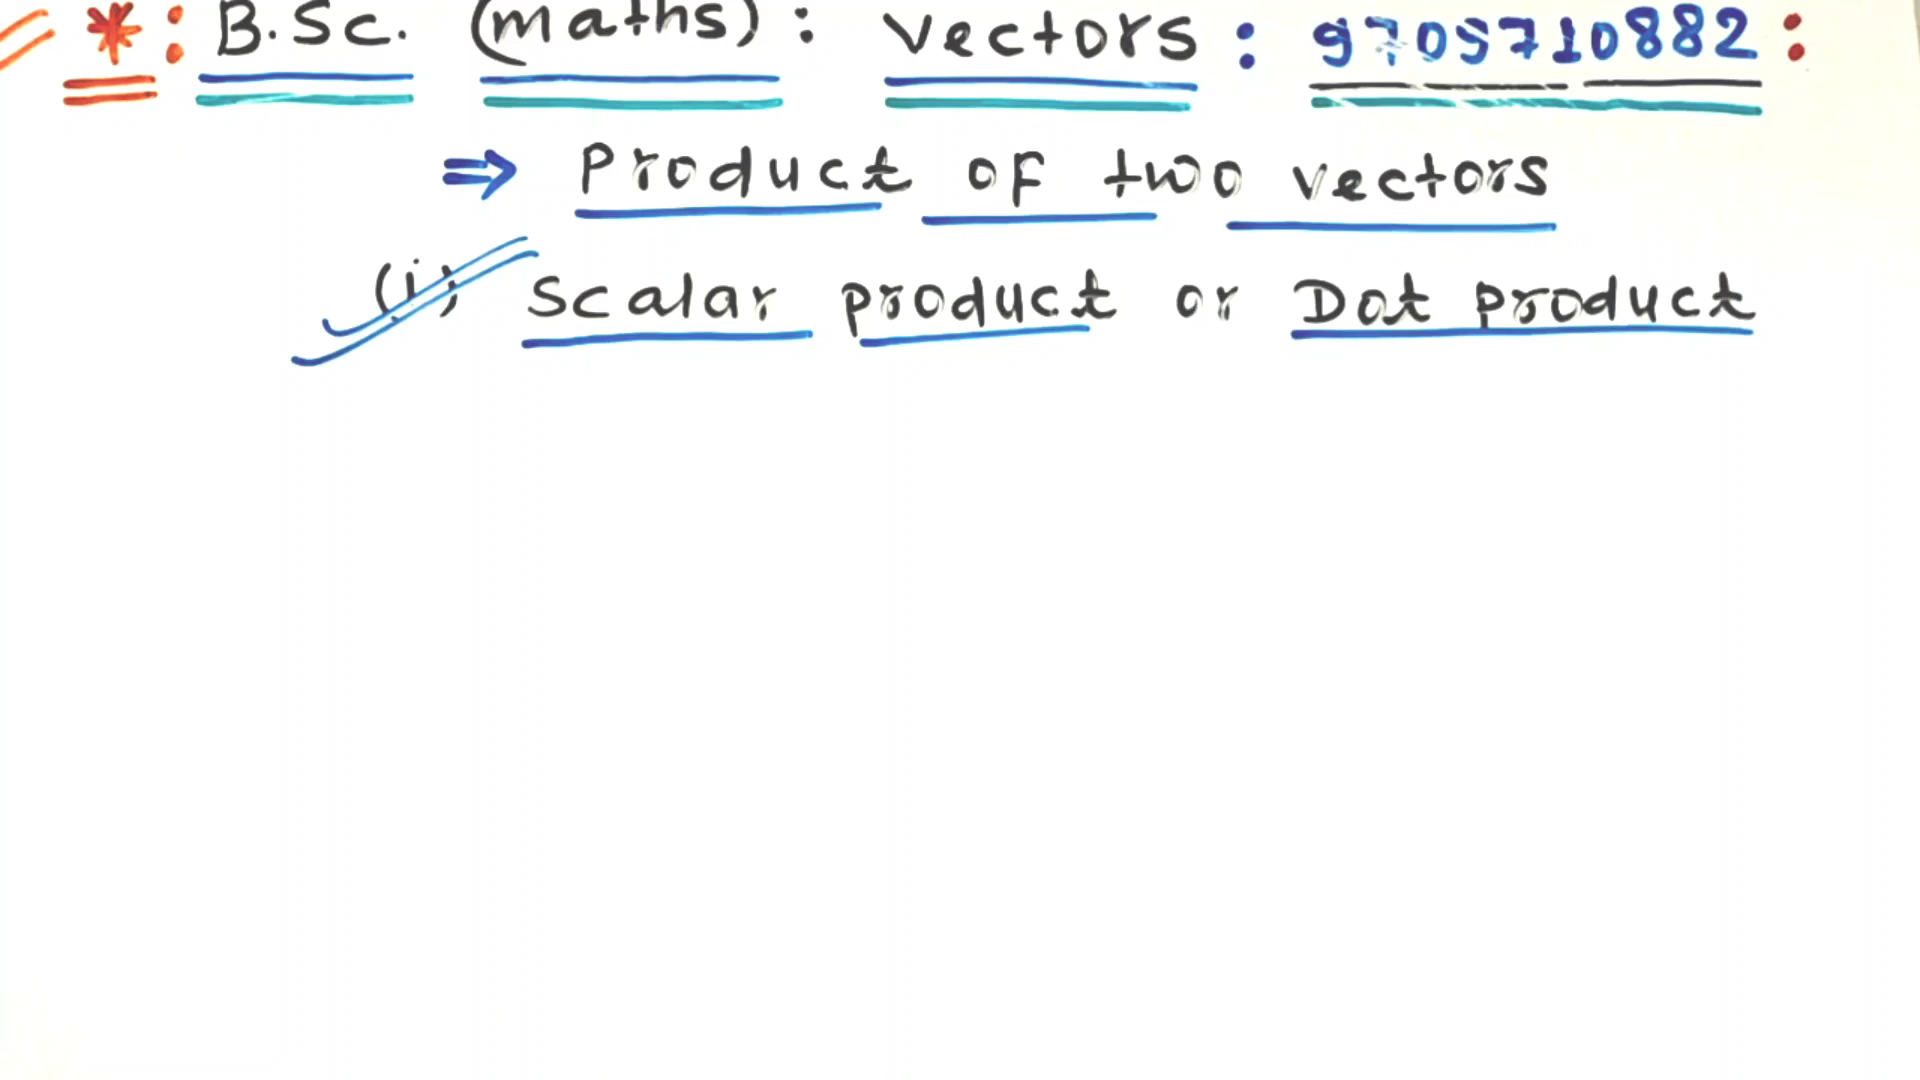 * : B.Sc. (maths) : Vectors : 9705710882 :
⇒ Product of two vectors
(i) Scalar product or Dot product